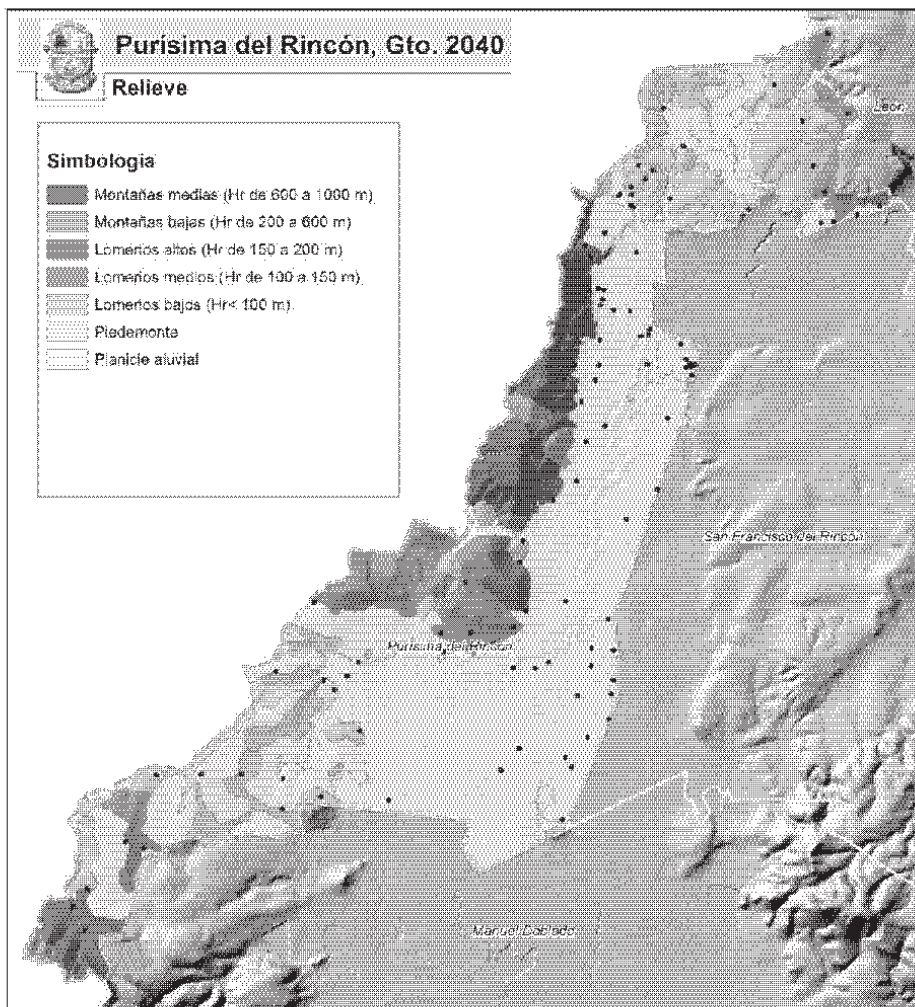 Purísima del Rincón, Gto. 2040
Relieve
Simbología
Montañas medias (Hr de 600 a 1000 m)
Montañas bajas (Hr de 200 a 600 m)
Lomeríos altos (Hr de 150 a 200 m)
Lomeríos medios (Hr de 100 a 150 m)
Lomeríos bajos (Hr< 100 m)
Piedemonte
Planicie aluvial
León
San Francisco del Rincón
Purísima del Rincón
Manuel Doblado